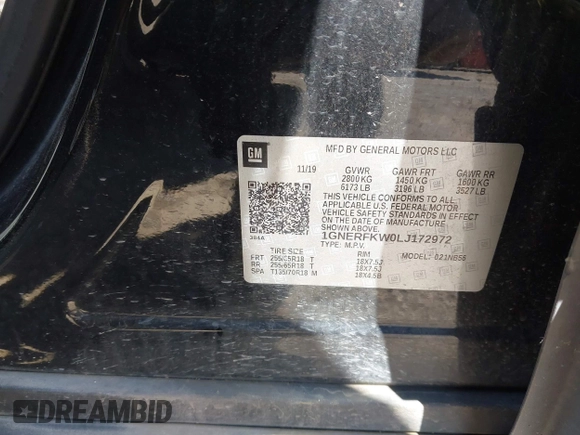 GM
MFD BY GENERAL MOTORS LLC
11/19 GVWR GAWR FRT GAWR RR
2800 KG 1450 KG 1600 KG
6173 LB 3196 LB 3527 LB
THIS VEHICLE CONFORMS TO ALL
APPLICABLE U.S. FEDERAL MOTOR
VEHICLE SAFETY STANDARDS IN EFFECT
ON THE DATE OF MANUFACTURE
SHOWN ABOVE.
1GNERFKW0LJ172972
TYPE: M.P.V. MODEL: 021NB56
TIRE SIZE RIM
FRT 255/65R18 T 18X7.5J
RR 255/65R18 T 18X7.5J
SPA T135/70R18 M 18X4.5B
DREAMBID